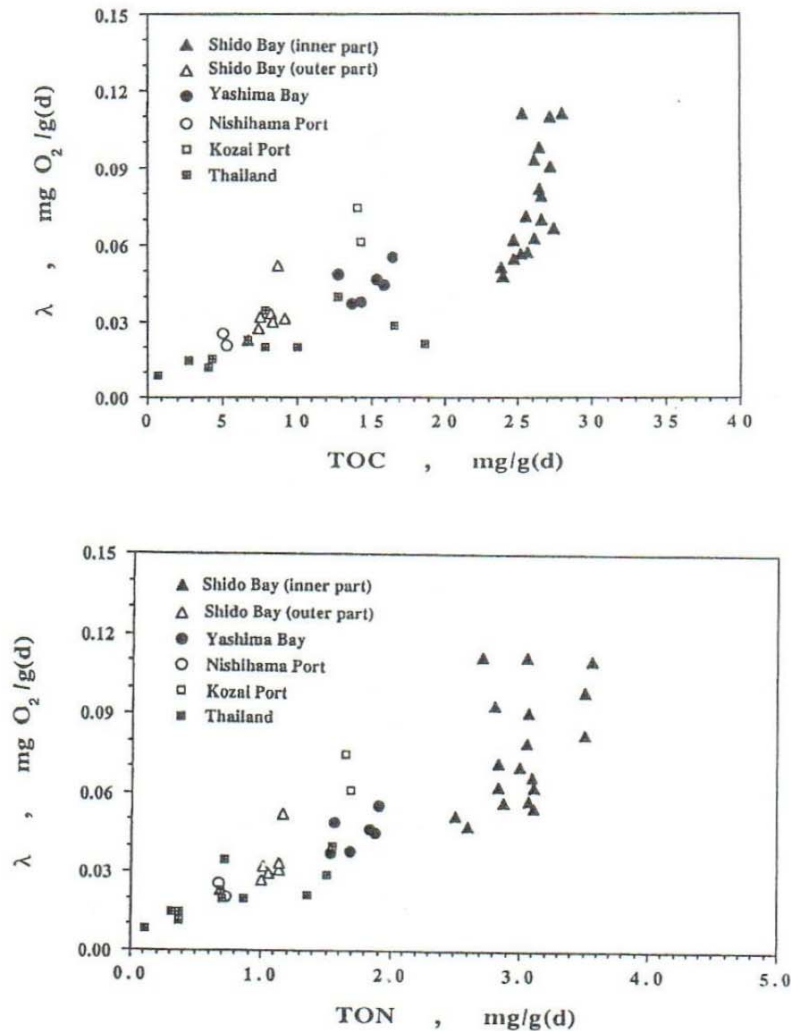 0.15
Shido Bay (inner part)
Shido Bay (outer part)
0.12
Yashima Bay
Nishihama Port
Kozai Port
0.09
Thailand
0.06
0.03
0.00
λ , mg O2 /g(d)
0 5 10 15 20 25 30 35 40
TOC , mg/g(d)
0.15
Shido Bay (inner part)
Shido Bay (outer part)
0.12
Yashima Bay
Nishihama Port
Kozai Port
0.09
Thailand
0.06
0.03
0.00
λ , mg O2 /g(d)
0.0 1.0 2.0 3.0 4.0 5.0
TON , mg/g(d)